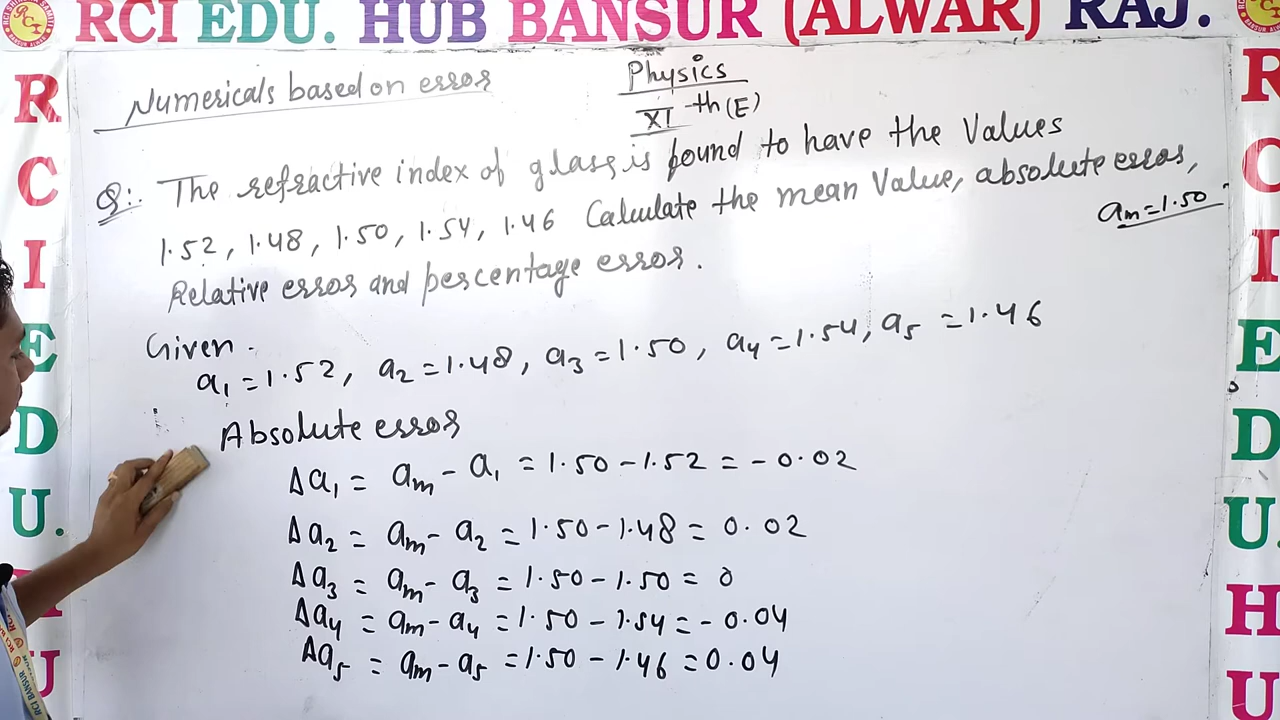 RCI EDU. HUB BANSUR (ALWAR) RAJ.
Numericals based on error
Physics
XI-th (E)
Q:. The refractive index of glass is found to have the Values
1.52, 1.48, 1.50, 1.54, 1.46 Calculate the mean Value, absolute error,
Relative error and percentage error.
am = 1.50
Given -
a1 = 1.52, a2 = 1.48, a3 = 1.50, a4 = 1.54, a5 = 1.46
Absolute error
Δa1 = am - a1 = 1.50 - 1.52 = - 0.02
Δa2 = am - a2 = 1.50 - 1.48 = 0.02
Δa3 = am - a3 = 1.50 - 1.50 = 0
Δa4 = am - a4 = 1.50 - 1.54 = - 0.04
Δa5 = am - a5 = 1.50 - 1.46 = 0.04
R
C
I
E
D
U.
H
U
R
C
I
E
D
U.
H
U